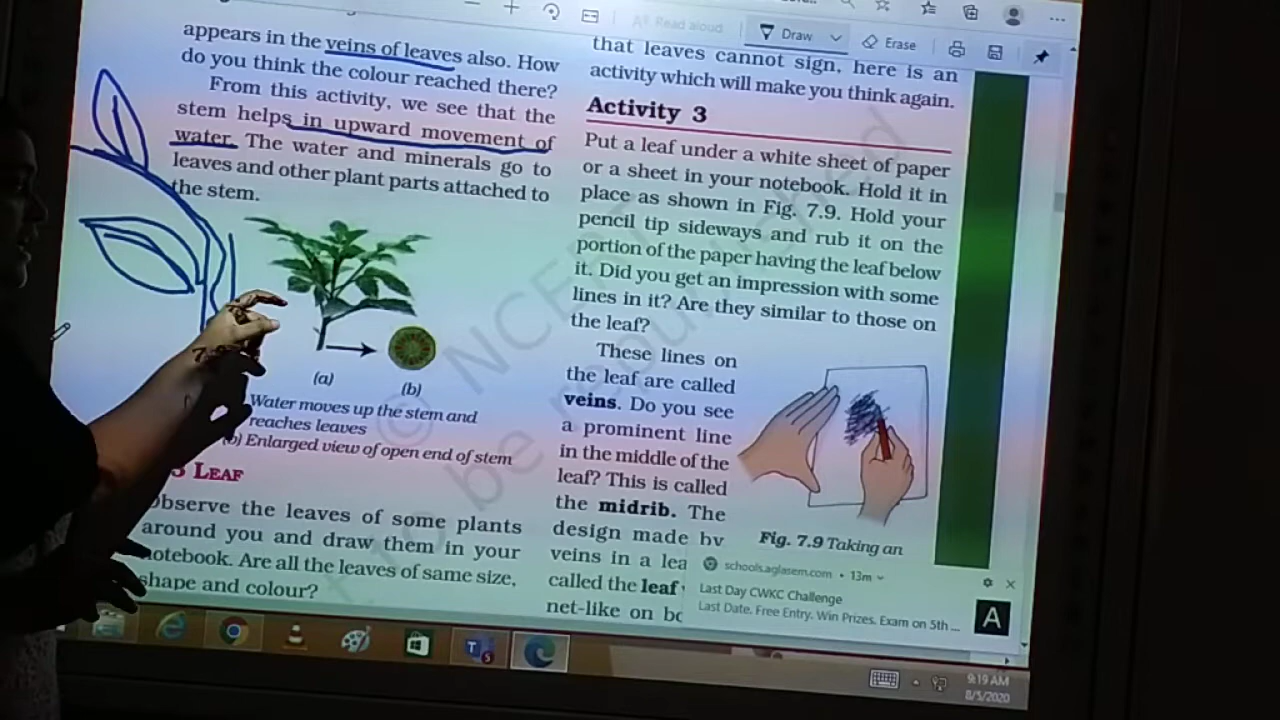 Read aloud
Draw
Erase
appears in the veins of leaves also. How
do you think the colour reached there?
From this activity, we see that the
stem helps in upward movement of
water. The water and minerals go to
leaves and other plant parts attached to
the stem.
(a)
(b)
Water moves up the stem and
reaches leaves
b) Enlarged view of open end of stem
LEAF
Observe the leaves of some plants
around you and draw them in your
notebook. Are all the leaves of same size,
shape and colour?
that leaves cannot sign, here is an
activity which will make you think again.
Activity 3
Put a leaf under a white sheet of paper
or a sheet in your notebook. Hold it in
place as shown in Fig. 7.9. Hold your
pencil tip sideways and rub it on the
portion of the paper having the leaf below
it. Did you get an impression with some
lines in it? Are they similar to those on
the leaf?
These lines on
the leaf are called
veins. Do you see
a prominent line
in the middle of the
leaf? This is called
the midrib. The
design made by
veins in a lea
called the leaf
net-like on bo
Fig. 7.9 Taking an
© NCERT
be republished
schools.aglasem.com • 13m
Last Day CWKC Challenge
Last Date. Free Entry. Win Prizes. Exam on 5th ...
A
9:19 AM
8/5/2020